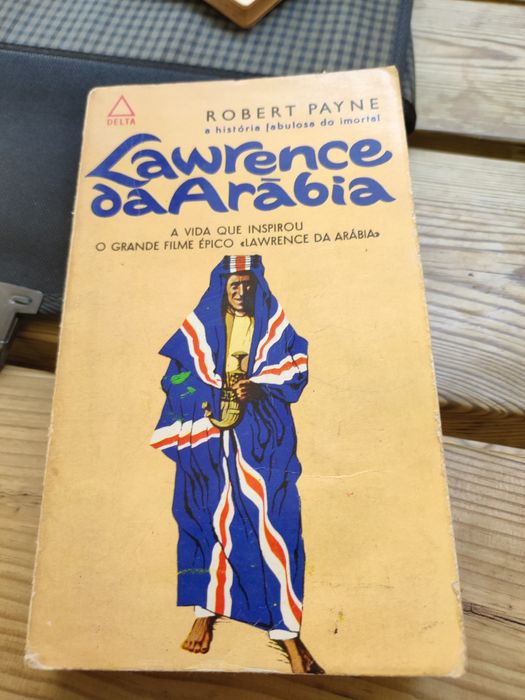 DELTA
ROBERT PAYNE
a história fabulosa do imortal
Lawrence
da Arábia
A VIDA QUE INSPIROU
O GRANDE FILME ÉPICO «LAWRENCE DA ARÁBIA»